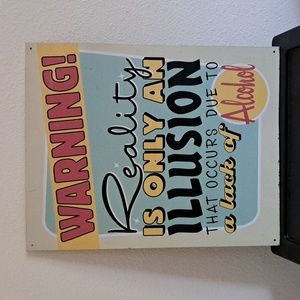 WARNING!
Reality
IS ONLY AN
ILLUSION
THAT OCCURS DUE TO
a lack of Alcohol